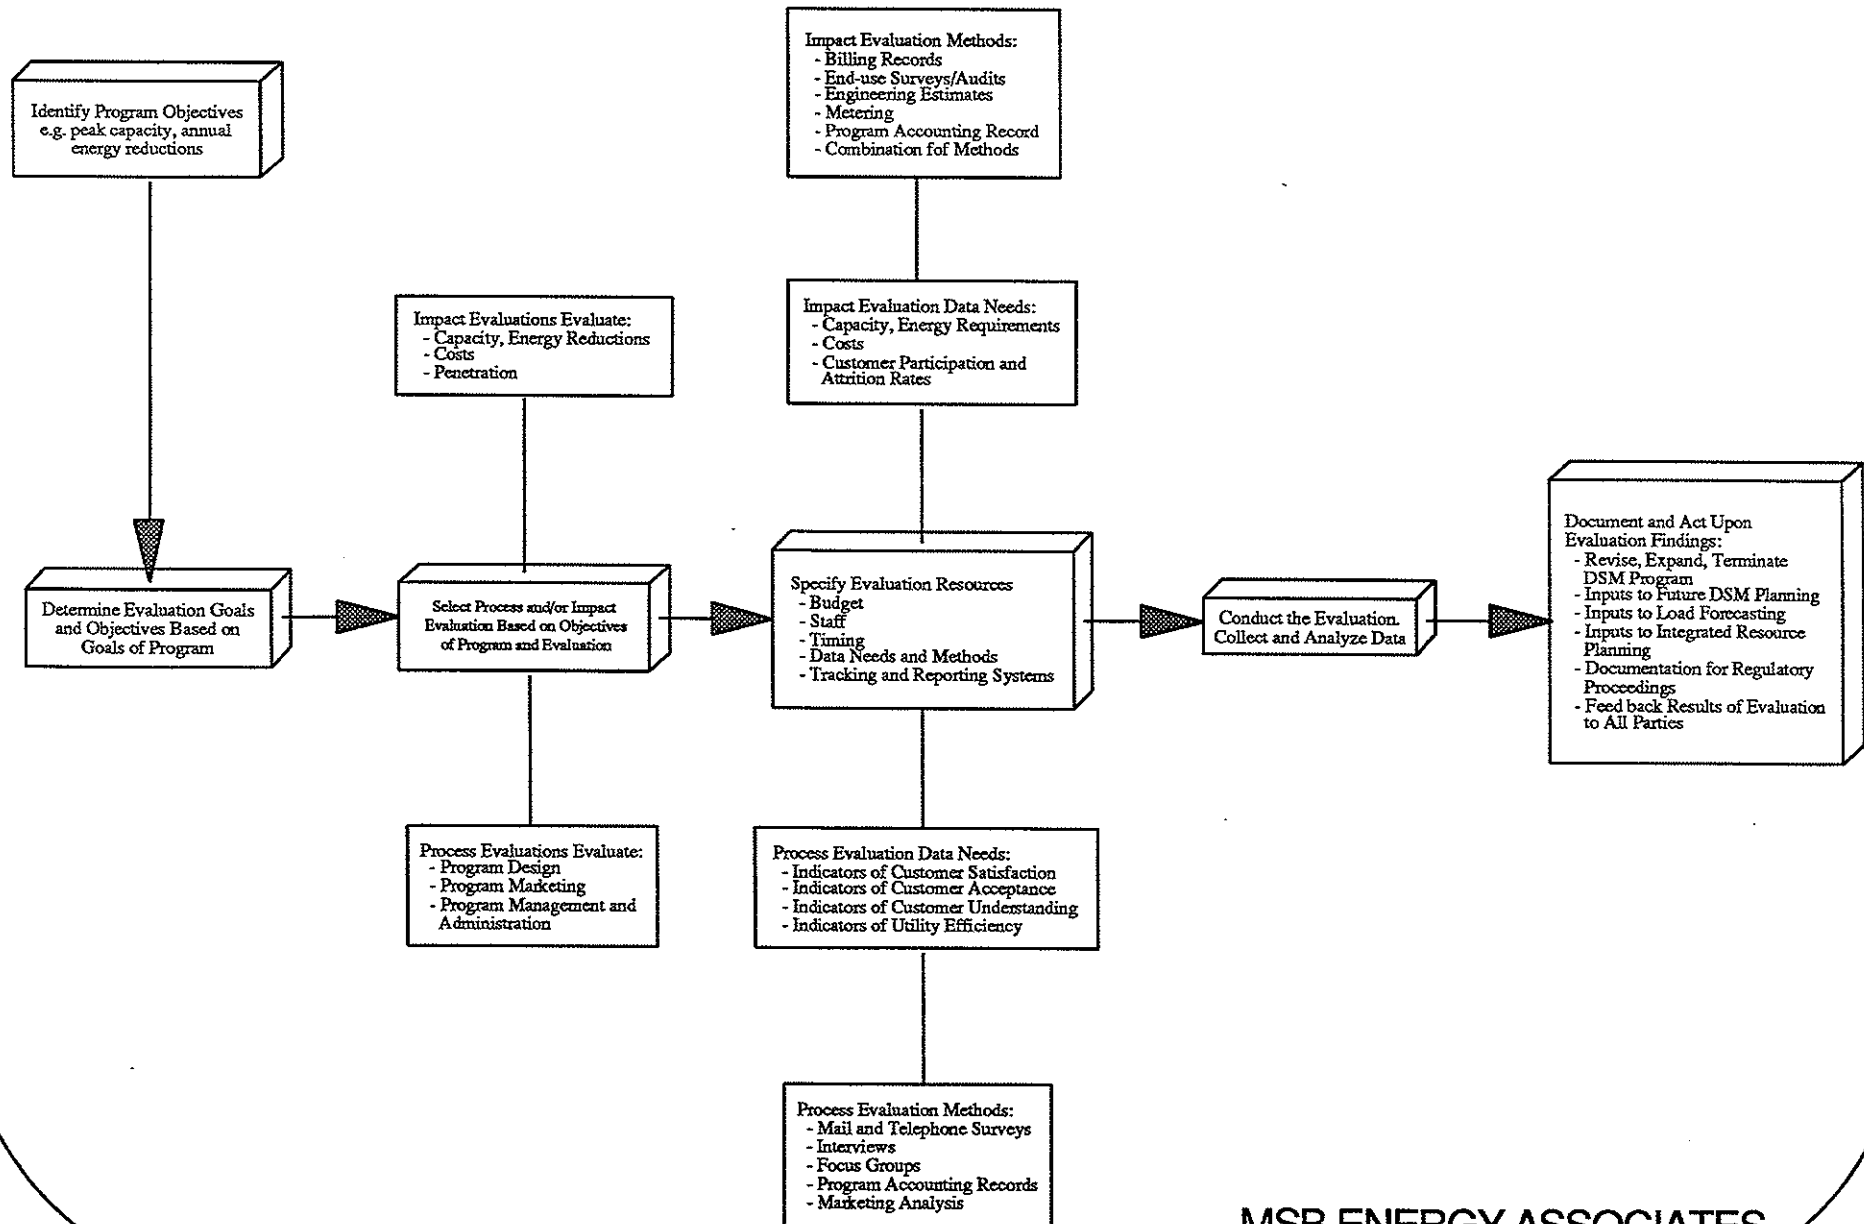 Impact Evaluation Methods:
- Billing Records
- End-use Surveys/Audits
- Engineering Estimates
- Metering
- Program Accounting Record
- Combination fof Methods
Identify Program Objectives
e.g. peak capacity, annual
energy reductions
Impact Evaluations Evaluate:
- Capacity, Energy Reductions
- Costs
- Penetration
Impact Evaluation Data Needs:
- Capacity, Energy Requirements
- Costs
- Customer Participation and
Attrition Rates
Determine Evaluation Goals
and Objectives Based on
Goals of Program
Select Process and/or Impact
Evaluation Based on Objectives
of Program and Evaluation
Specify Evaluation Resources
- Budget
- Staff
- Timing
- Data Needs and Methods
- Tracking and Reporting Systems
Conduct the Evaluation.
Collect and Analyze Data
Document and Act Upon
Evaluation Findings:
- Revise, Expand, Terminate
DSM Program
- Inputs to Future DSM Planning
- Inputs to Load Forecasting
- Inputs to Integrated Resource
Planning
- Documentation for Regulatory
Proceedings
- Feed back Results of Evaluation
to All Parties
Process Evaluations Evaluate:
- Program Design
- Program Marketing
- Program Management and
Administration
Process Evaluation Data Needs:
- Indicators of Customer Satisfaction
- Indicators of Customer Acceptance
- Indicators of Customer Understanding
- Indicators of Utility Efficiency
Process Evaluation Methods:
- Mail and Telephone Surveys
- Interviews
- Focus Groups
- Program Accounting Records
- Marketing Analysis
MSB ENERGY ASSOCIATES